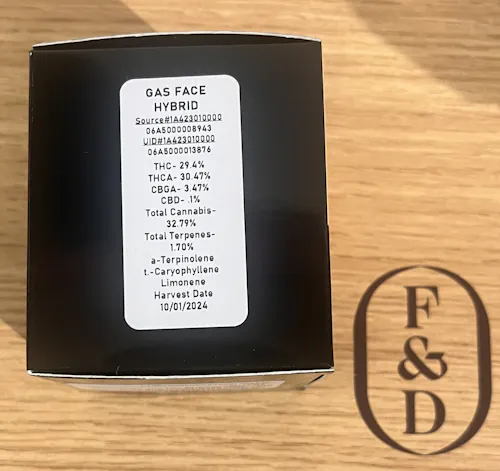 GAS FACE
HYBRID
Source#1A423010000
06A5000008943
UID#1A423010000
06A5000013876
THC- 29.4%
THCA- 30.47%
CBGA- 3.47%
CBD- .1%
Total Cannabis-
32.79%
Total Terpenes-
1.70%
a-Terpinolene
t.-Caryophyllene
Limonene
Harvest Date
10/01/2024
F
&
D